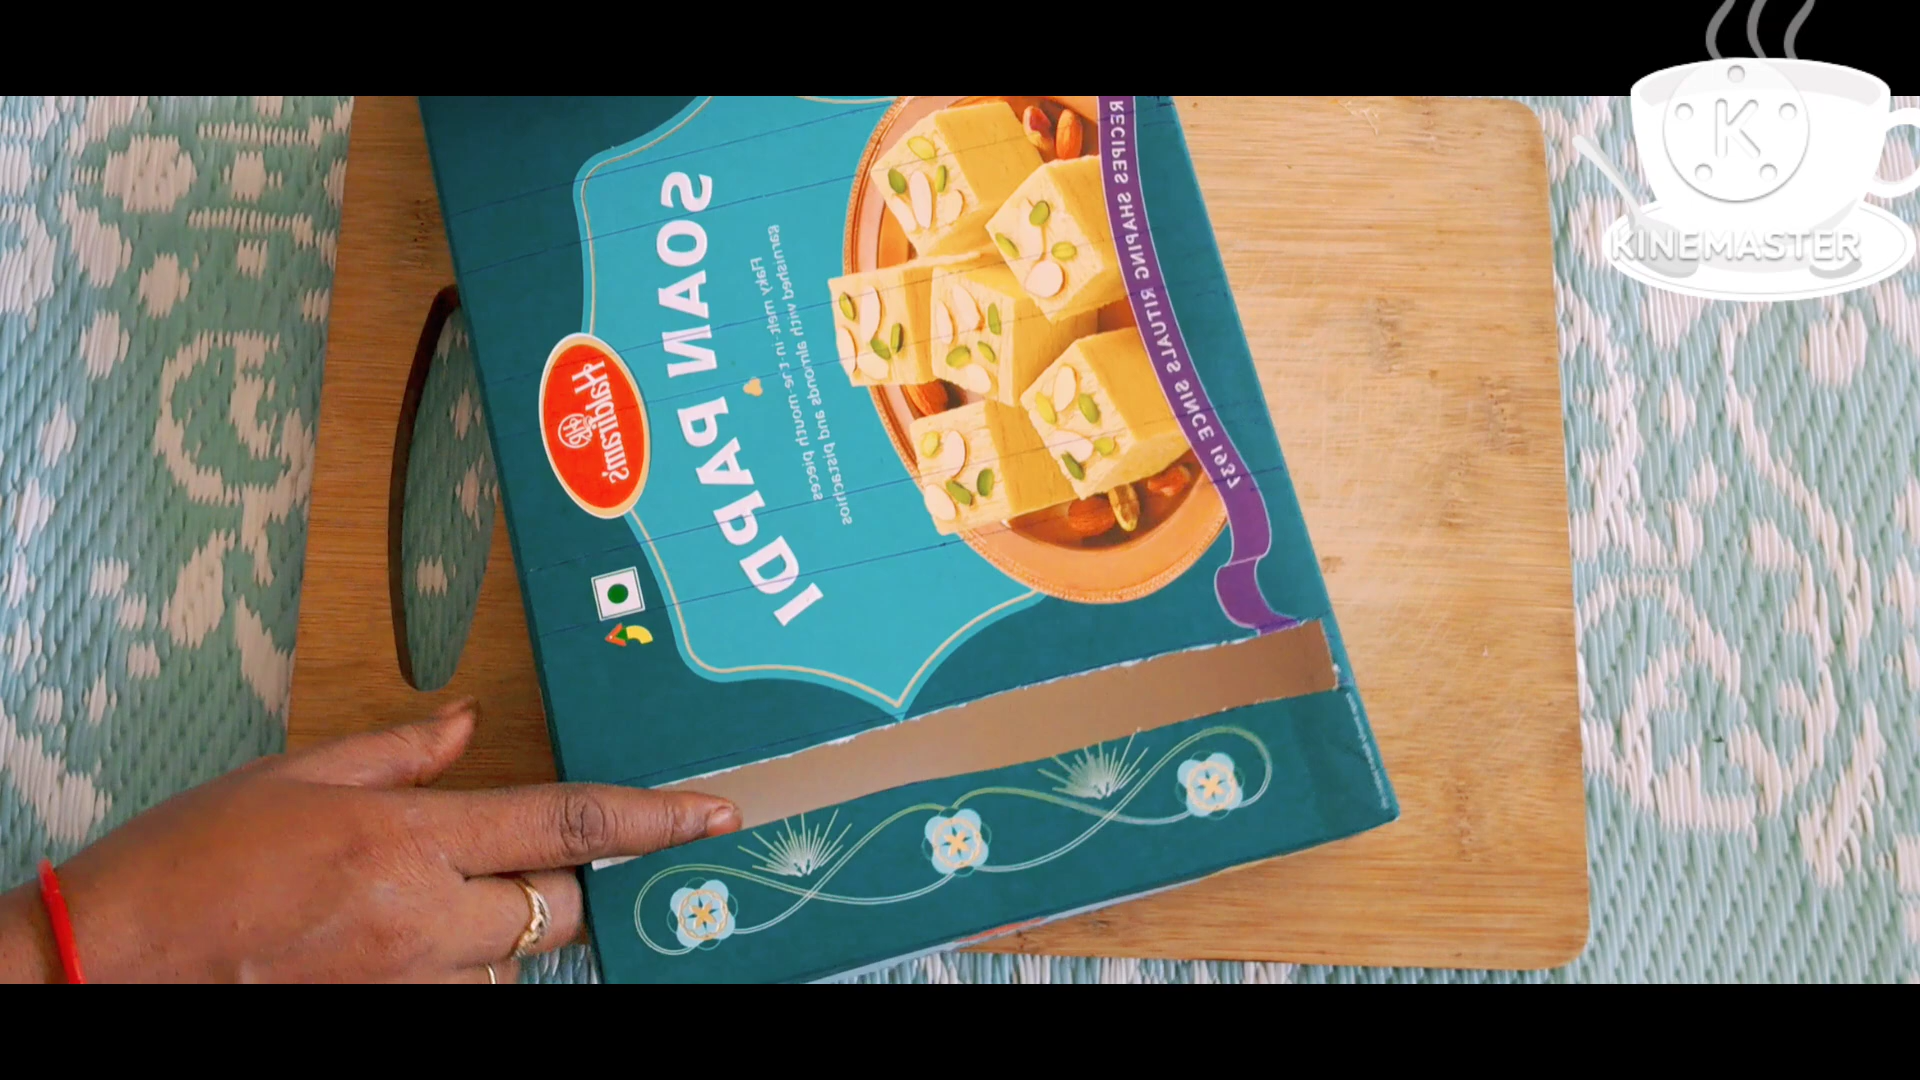 Haldiram's
SOAN PAPDI
Flaky melt-in-the-mouth pieces
garnished with almonds and pistachios
RECIPES SHAPING RITUALS SINCE 1937
K
KINEMASTER